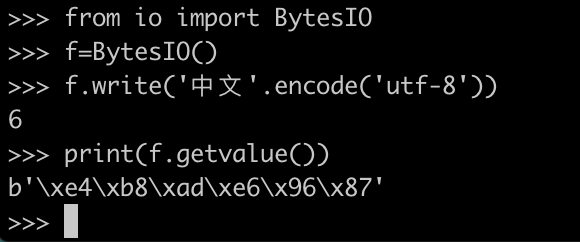 >>> from io import BytesIO
>>> f=BytesIO()
>>> f.write('中文'.encode('utf-8'))
6
>>> print(f.getvalue())
b'\xe4\xb8\xad\xe6\x96\x87'
>>>